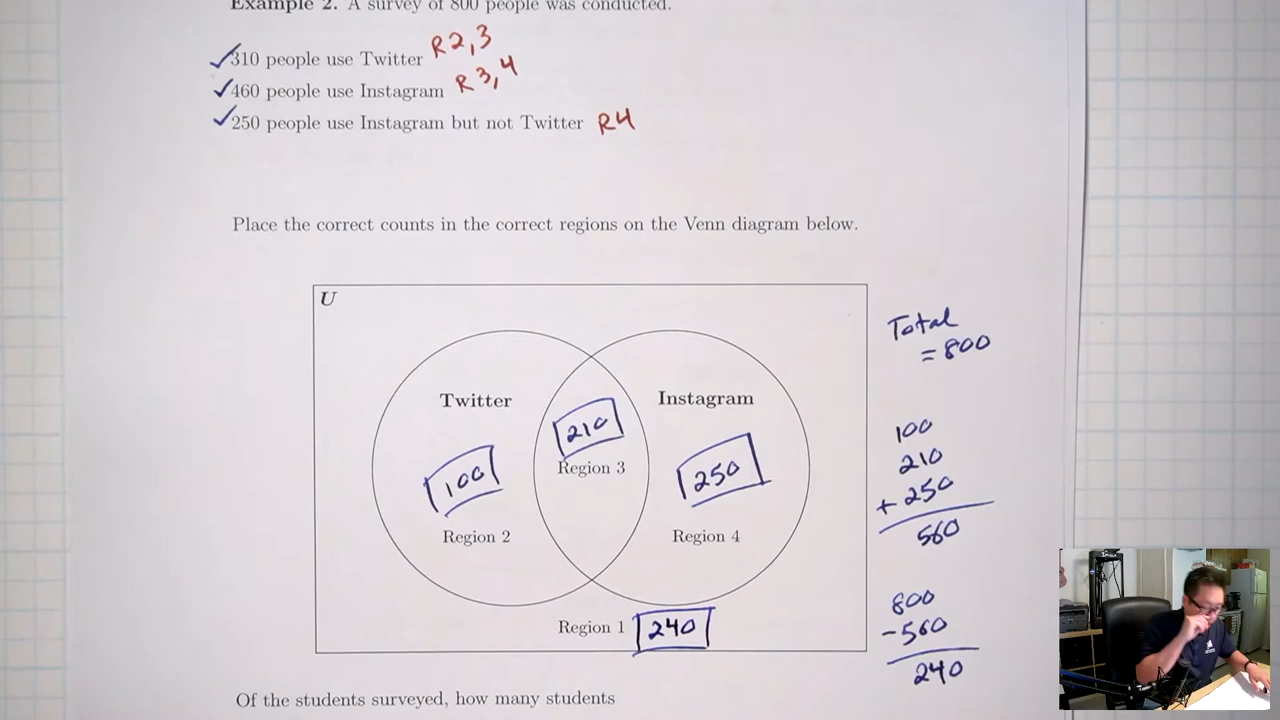 Example 2. A survey of 800 people was conducted.
310 people use Twitter R2,3
460 people use Instagram R3,4
250 people use Instagram but not Twitter R4
Place the correct counts in the correct regions on the Venn diagram below.
U
Total
= 800
Twitter
Instagram
210
100
Region 3
250
Region 2
Region 4
100
210
+ 250
560
Region 1 240
800
- 560
240
Of the students surveyed, how many students